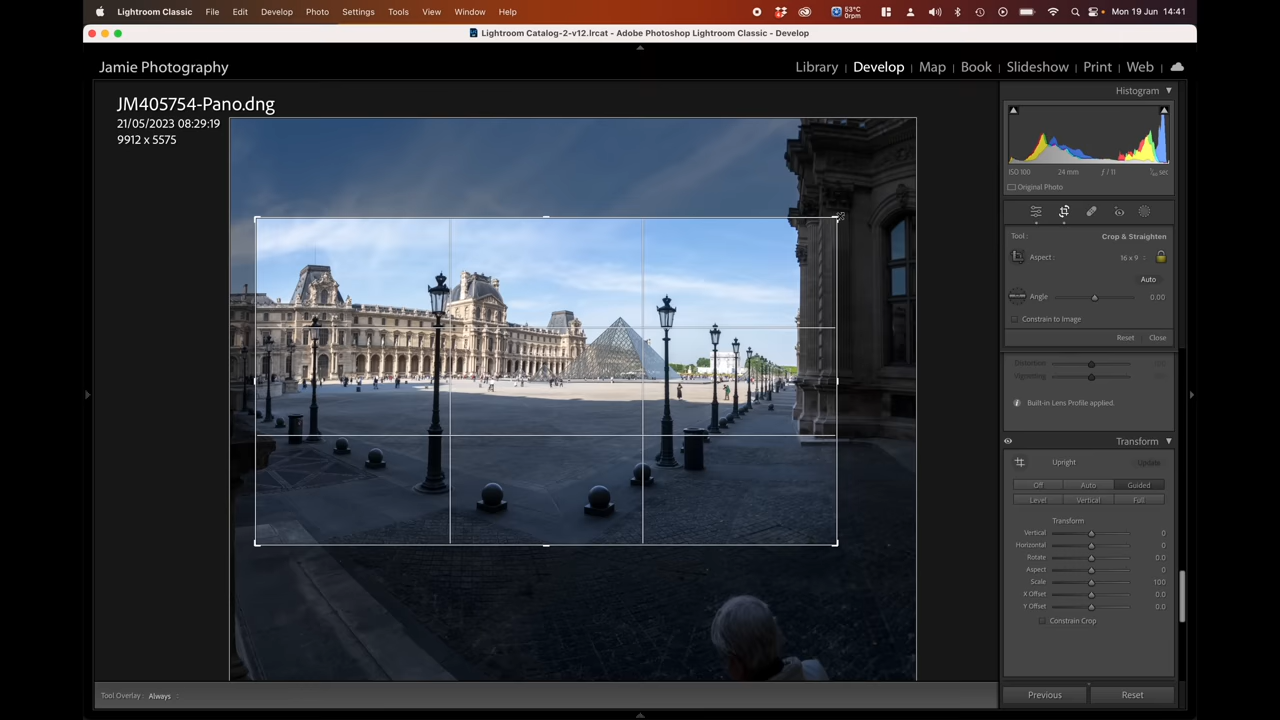 Lightroom Classic File Edit Develop Photo Settings Tools View Window Help 53°C 0rpm Mon 19 Jun 14:41
Lightroom Catalog-2-v12.lrcat - Adobe Photoshop Lightroom Classic - Develop
Jamie Photography Library | Develop | Map | Book | Slideshow | Print | Web
Histogram
JM405754-Pano.dng
21/05/2023 08:29:19
9912 x 5575
ISO 100 24 mm ƒ / 11 sec
Original Photo
Tool : Crop & Straighten
Aspect : 16 x 9
Auto
Angle 0.00
Constrain to Image
Reset Close
Distortion
Vignetting
Built-in Lens Profile applied.
Transform
Upright Update
Off Auto Guided
Level Vertical Full
Transform
Vertical 0
Horizontal 0
Rotate 0.0
Aspect 0
Scale 100
X Offset 0.0
Y Offset 0.0
Constrain Crop
Tool Overlay : Always
Previous Reset